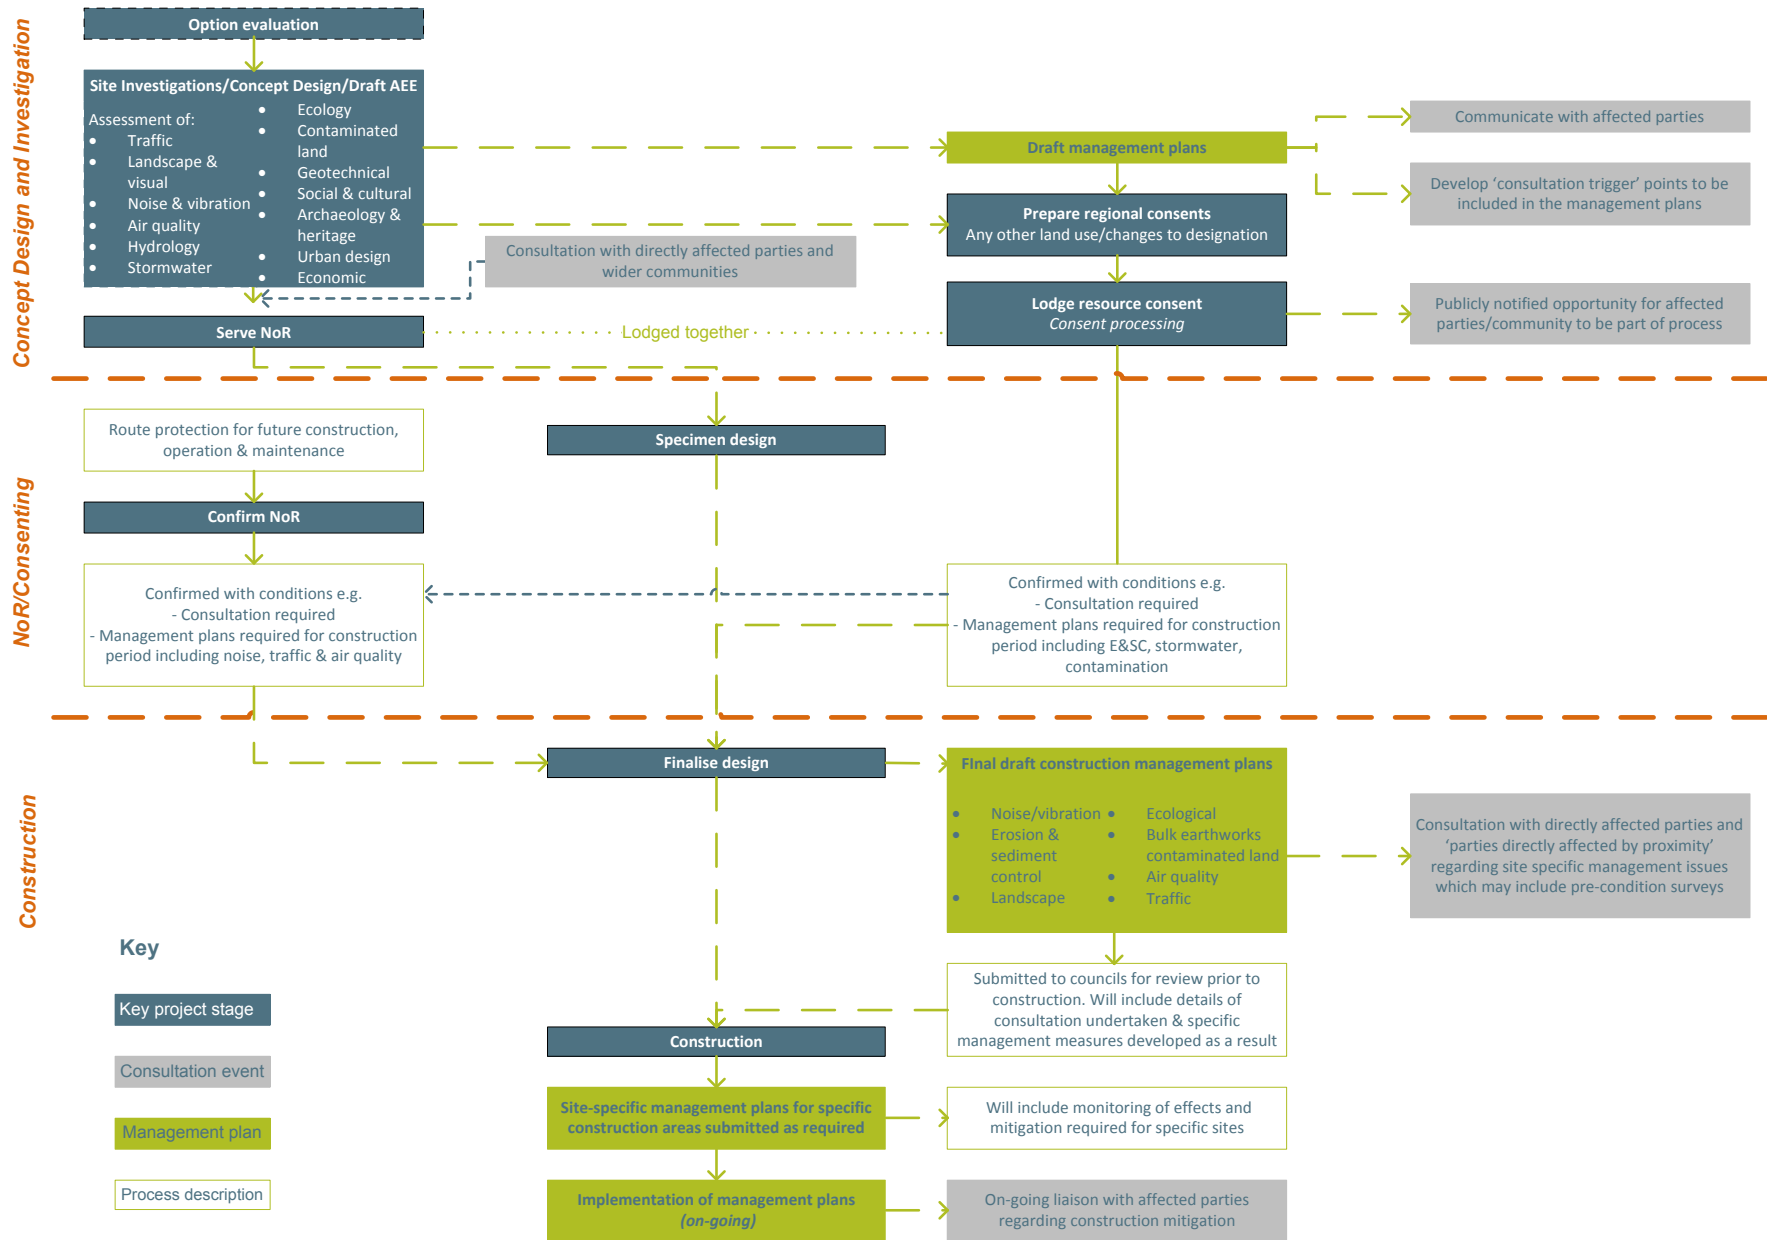 Concept Design and Investigation
Option evaluation
Site Investigations/Concept Design/Draft AEE
Assessment of:
• Traffic
• Landscape &
visual
• Noise & vibration
• Air quality
• Hydrology
• Stormwater
• Ecology
• Contaminated
land
• Geotechnical
• Social & cultural
• Archaeology &
heritage
• Urban design
• Economic
Consultation with directly affected parties and
wider communities
Serve NoR
Lodged together
Draft management plans
Prepare regional consents
Any other land use/changes to designation
Lodge resource consent
Consent processing
Communicate with affected parties
Develop ‘consultation trigger’ points to be
included in the management plans
Publicly notified opportunity for affected
parties/community to be part of process
NoR/Consenting
Route protection for future construction,
operation & maintenance
Confirm NoR
Confirmed with conditions e.g.
- Consultation required
- Management plans required for construction
period including noise, traffic & air quality
Specimen design
Confirmed with conditions e.g.
- Consultation required
- Management plans required for construction
period including E&SC, stormwater,
contamination
Construction
Finalise design
FInal draft construction management plans
• Noise/vibration
• Erosion &
sediment
control
• Landscape
• Ecological
• Bulk earthworks
contaminated land
• Air quality
• Traffic
Consultation with directly affected parties and
‘parties directly affected by proximity’
regarding site specific management issues
which may include pre-condition surveys
Submitted to councils for review prior to
construction. Will include details of
consultation undertaken & specific
management measures developed as a result
Construction
Site-specific management plans for specific
construction areas submitted as required
Will include monitoring of effects and
mitigation required for specific sites
Implementation of management plans
(on-going)
On-going liaison with affected parties
regarding construction mitigation
Key
Key project stage
Consultation event
Management plan
Process description